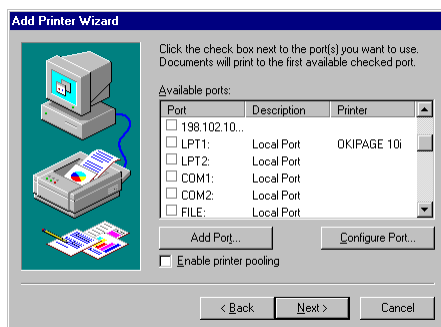 Add Printer Wizard
Click the check box next to the port(s) you want to use.
Documents will print to the first available checked port.
Available ports:
Port Description Printer
198.102.10...
LPT1: Local Port OKIPAGE 10i
LPT2: Local Port
COM1: Local Port
COM2: Local Port
FILE: Local Port
Add Port... Configure Port...
Enable printer pooling
< Back Next > Cancel